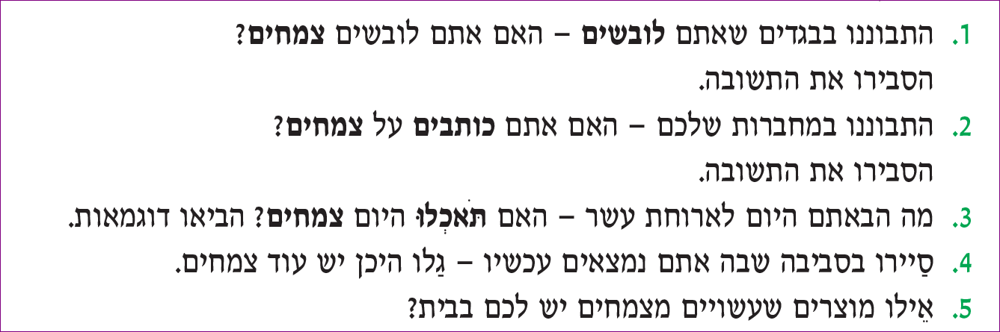 1. התבוננו בבגדים שאתם לובשים – האם אתם לובשים צמחים?
הסבירו את התשובה.
2. התבוננו במחברות שלכם – האם אתם כותבים על צמחים?
הסבירו את התשובה.
3. מה הבאתם היום לארוחת עשר – האם תֹּאכְלוּ היום צמחים? הביאו דוגמאות.
4. סַיירו בסביבה שבה אתם נמצאים עכשיו – גַלו היכן יש עוד צמחים.
5. אֵילו מוצרים שעשויים מצמחים יש לכם בבית?